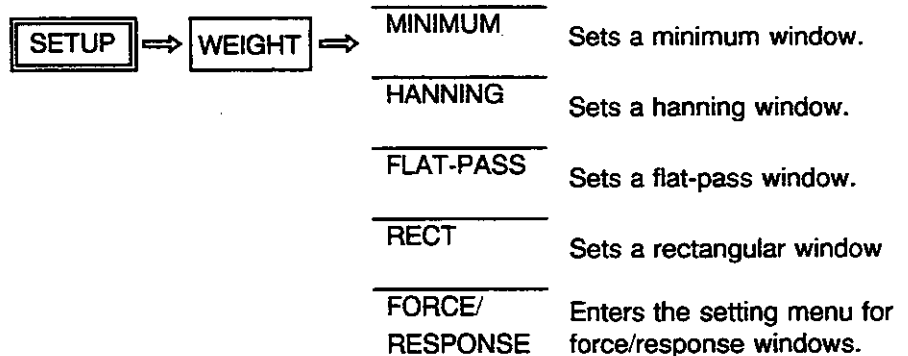 SETUP ⇒ WEIGHT ⇒ MINIMUM Sets a minimum window.
HANNING Sets a hanning window.
FLAT-PASS Sets a flat-pass window.
RECT Sets a rectangular window
FORCE/ Enters the setting menu for
RESPONSE force/response windows.